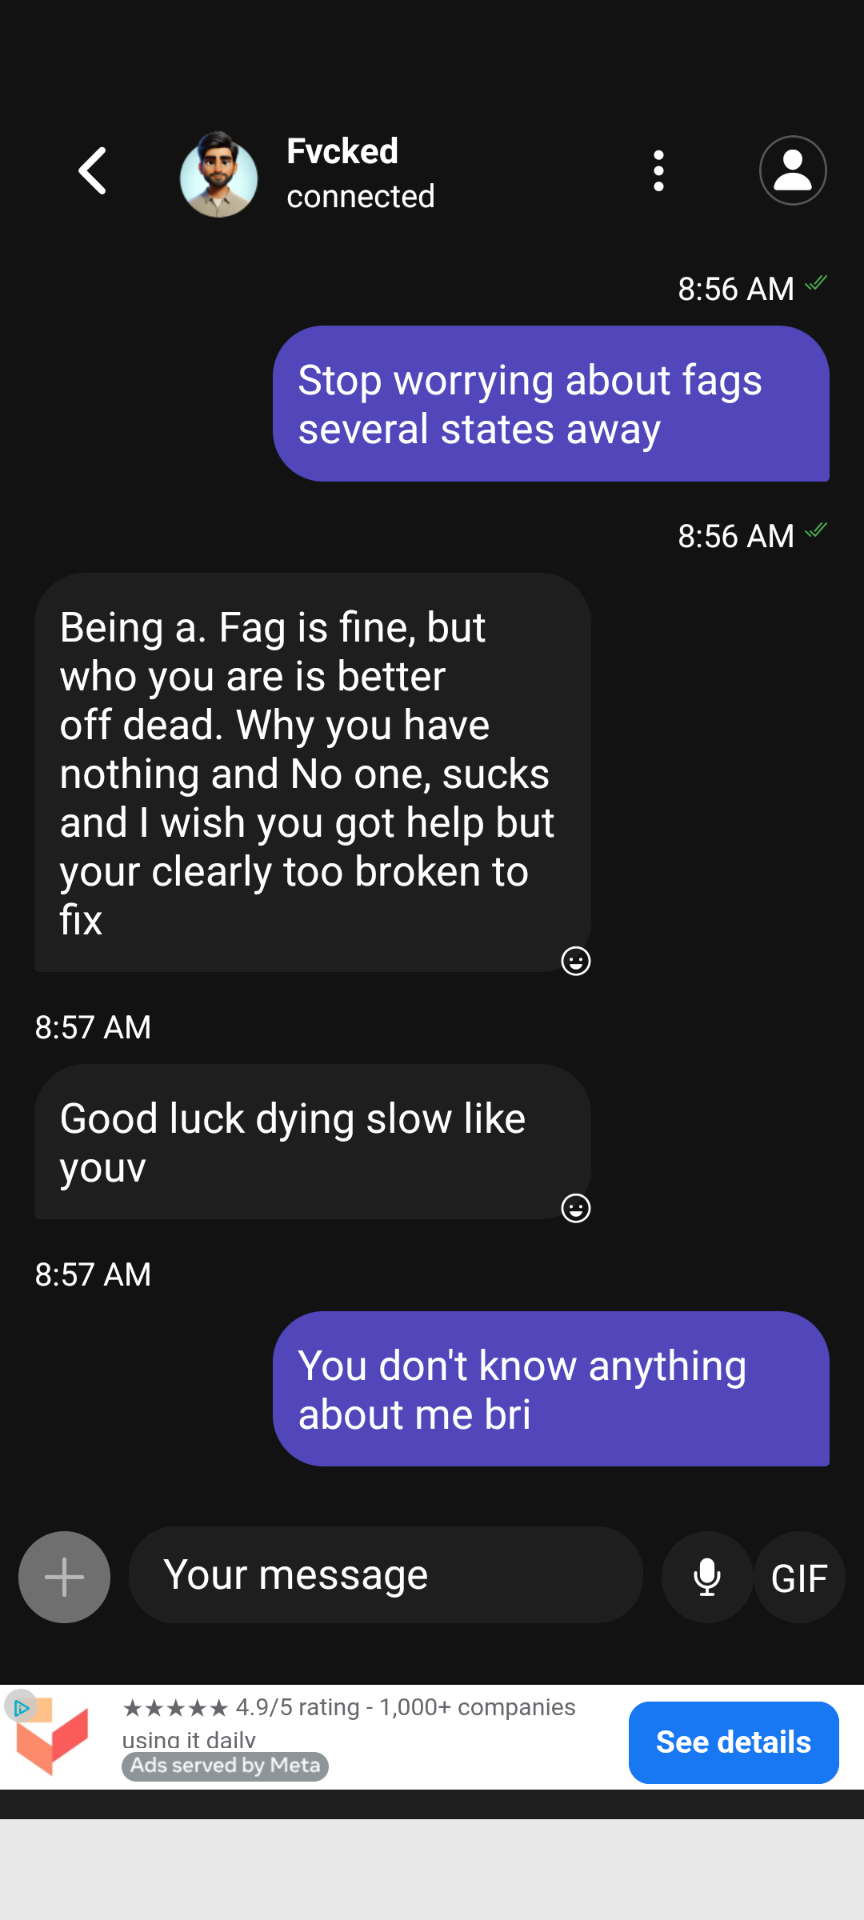 Fvcked
connected
8:56 AM
Stop worrying about fags
several states away
8:56 AM
Being a. Fag is fine, but
who you are is better
off dead. Why you have
nothing and No one, sucks
and I wish you got help but
your clearly too broken to
fix
8:57 AM
Good luck dying slow like
youv
8:57 AM
You don't know anything
about me bri
Your message
GIF
★★★★★ 4.9/5 rating - 1,000+ companies
using it daily
Ads served by Meta
See details